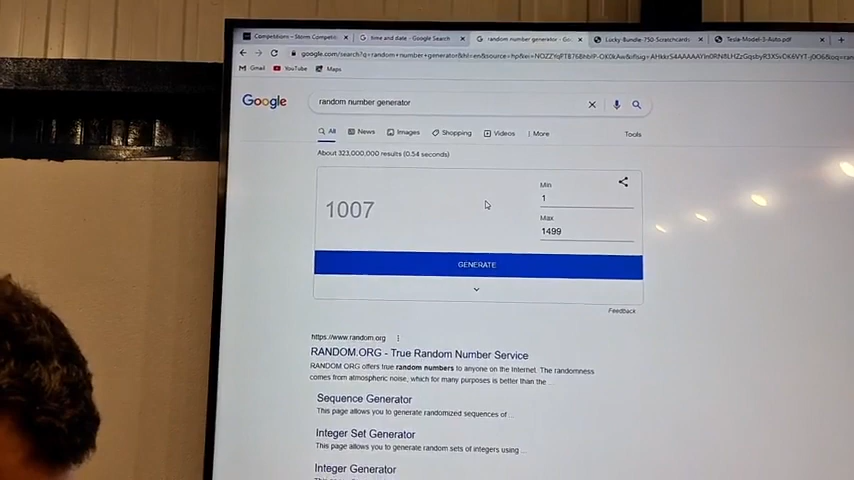 Competitions - Storm Competiti
time and date - Google Search
random number generator - Go
Lucky-Bundle-750-Scratchcards
Tesla-Model-3-Auto.pdf
Gmail
YouTube
Maps
Google
random number generator
All
News
Images
Shopping
Videos
More
Tools
About 323,000,000 results (0.54 seconds)
Min
1
1007
Max
1499
GENERATE
Feedback
https://www.random.org
RANDOM.ORG - True Random Number Service
RANDOM.ORG offers true random numbers to anyone on the Internet. The randomness
comes from atmospheric noise, which for many purposes is better than the ...
Sequence Generator
This page allows you to generate randomized sequences of ...
Integer Set Generator
This page allows you to generate random sets of integers using ...
Integer Generator